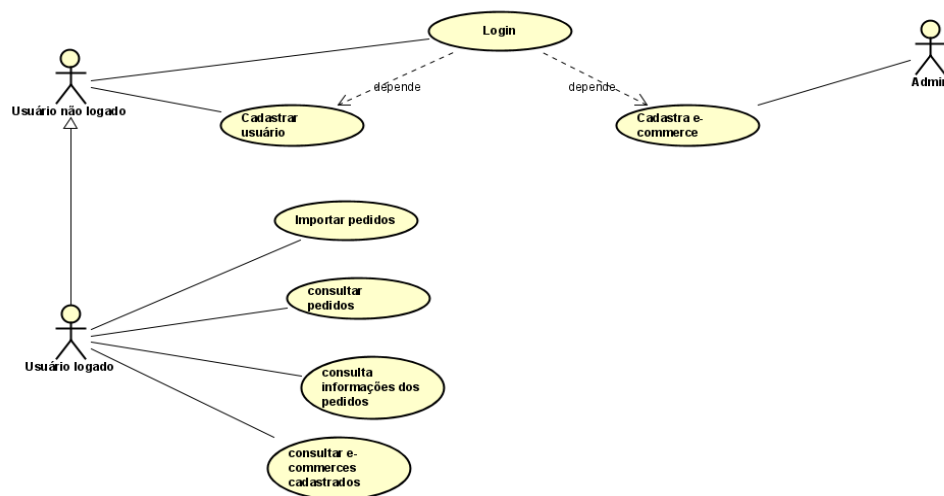 Login
Usuário não logado
Admin
depende
depende
Cadastrar
usuário
Cadastra e-
commerce
Importar pedidos
consultar
pedidos
Usuário logado
consulta
informações dos
pedidos
consultar e-
commerces
cadastrados